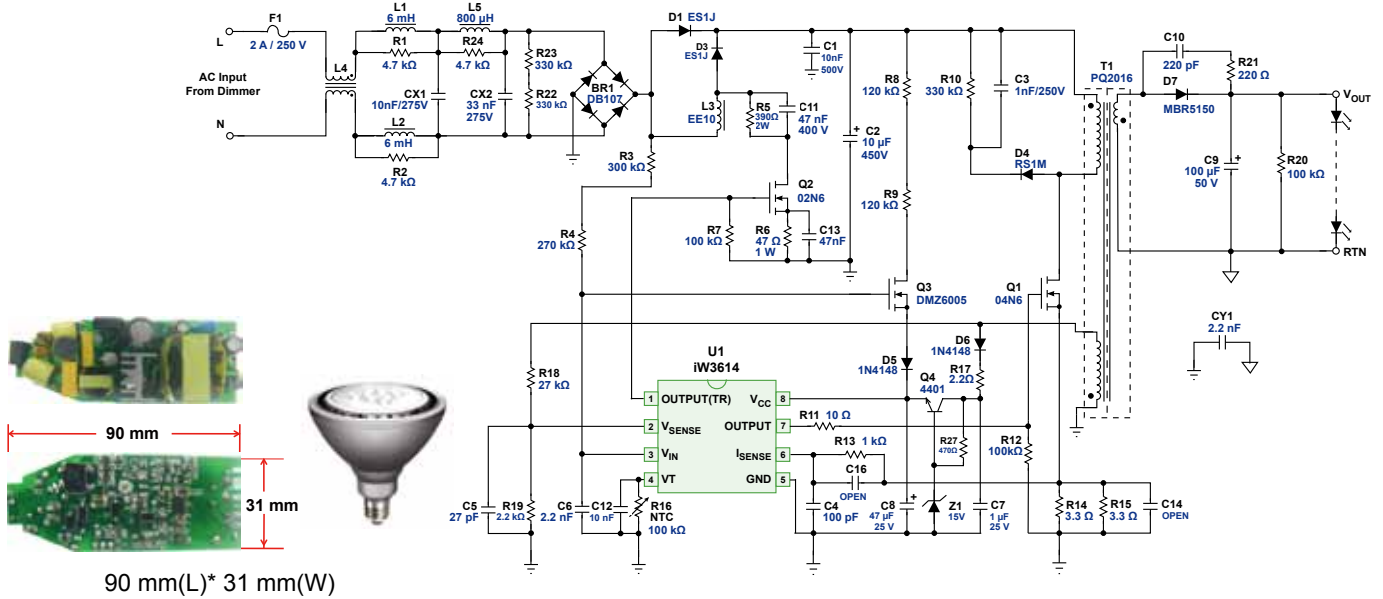 F1
2 A / 250 V
L
AC Input
From Dimmer
N
L4
L1
6 mH
R1
4.7 kΩ
L5
800 µH
R24
4.7 kΩ
CX1
10nF/275V
CX2
33 nF
275V
L2
6 mH
R2
4.7 kΩ
R23
330 kΩ
R22
330 kΩ
BR1
DB107
D1 ES1J
D3
ES1J
L3
EE10
R5
390Ω
2W
C11
47 nF
400 V
C1
10nF
500V
C2
10 µF
450V
R3
300 kΩ
R4
270 kΩ
Q2
02N6
R7
100 kΩ
R6
47 Ω
1 W
C13
47nF
R8
120 kΩ
R9
120 kΩ
R10
330 kΩ
C3
1nF/250V
D4
RS1M
T1
PQ2016
C10
220 pF
R21
220 Ω
D7
MBR5150
C9
100 µF
50 V
R20
100 kΩ
VOUT
RTN
Q3
DMZ6005
Q1
04N6
CY1
2.2 nF
D5
1N4148
D6
1N4148
R17
2.2Ω
Q4
4401
R18
27 kΩ
U1
iW3614
1 OUTPUT(TR)
2 VSENSE
3 VIN
4 VT
VCC 8
OUTPUT 7
ISENSE 6
GND 5
R11 10 Ω
R13 1 kΩ
C16
OPEN
R27
470Ω
R12
100kΩ
C5
27 pF
R19
2.2 kΩ
C6
2.2 nF
C12
10 nF
R16
NTC
100 kΩ
C4
100 pF
C8
47 µF
25 V
Z1
15V
C7
1 µF
25 V
R14
3.3 Ω
R15
3.3 Ω
C14
OPEN
90 mm
31 mm
90 mm(L)* 31 mm(W)